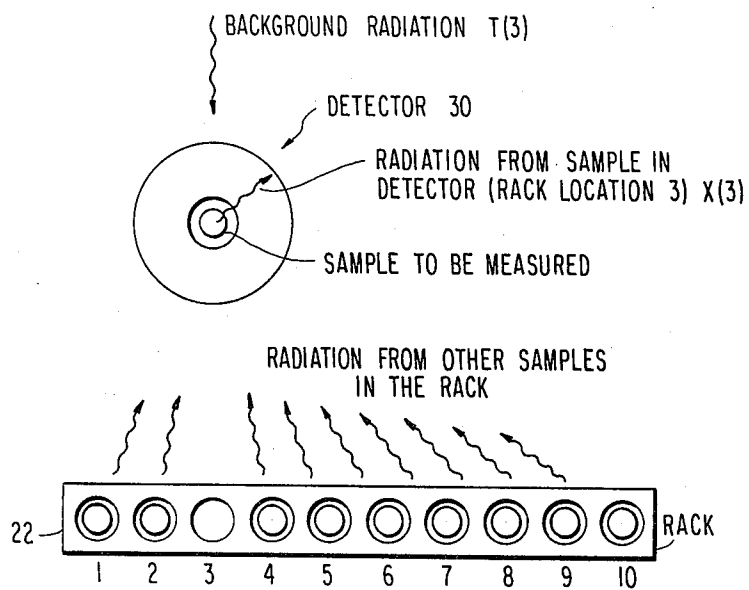 BACKGROUND RADIATION T(3)
DETECTOR 30
RADIATION FROM SAMPLE IN
DETECTOR (RACK LOCATION 3) X(3)
SAMPLE TO BE MEASURED
RADIATION FROM OTHER SAMPLES
IN THE RACK
22
RACK
1 2 3 4 5 6 7 8 9 10